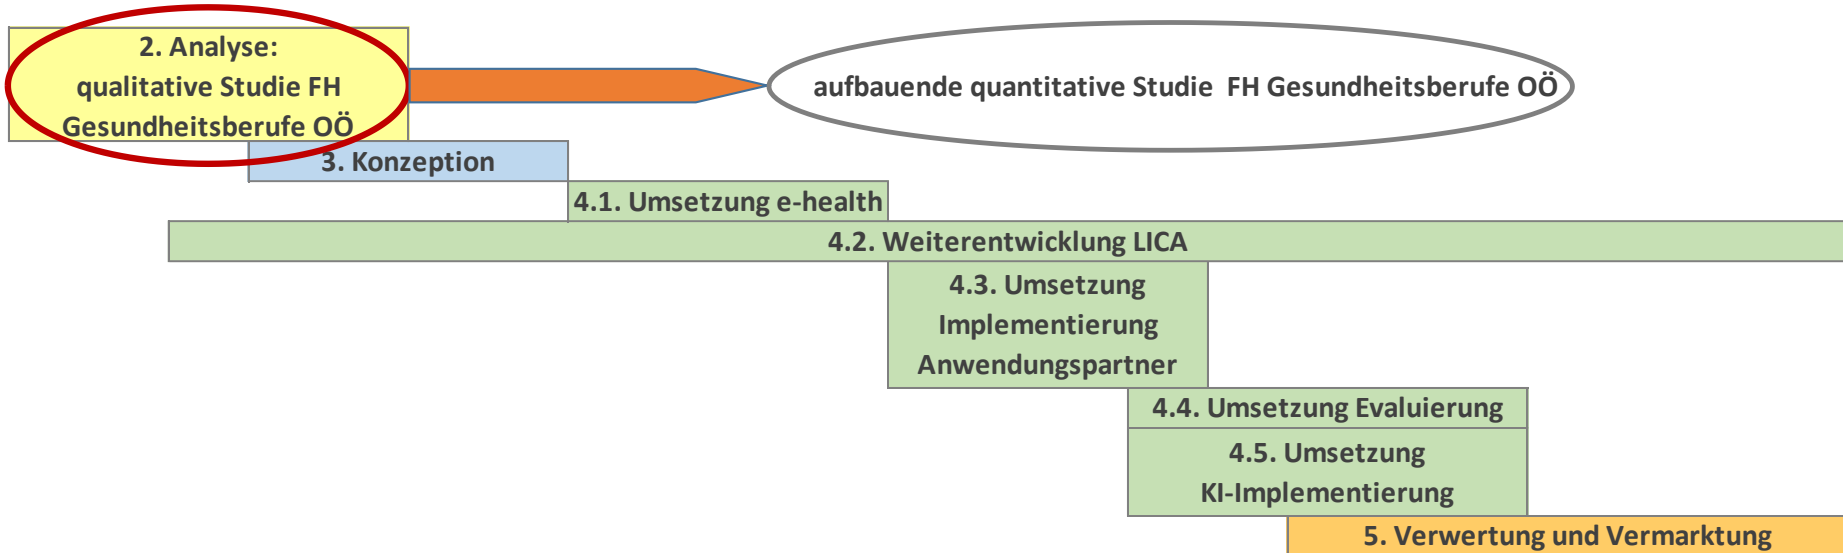 2. Analyse:
qualitative Studie FH
Gesundheitsberufe OÖ
aufbauende quantitative Studie FH Gesundheitsberufe OÖ
3. Konzeption
4.1. Umsetzung e-health
4.2. Weiterentwicklung LICA
4.3. Umsetzung
Implementierung
Anwendungspartner
4.4. Umsetzung Evaluierung
4.5. Umsetzung
KI-Implementierung
5. Verwertung und Vermarktung